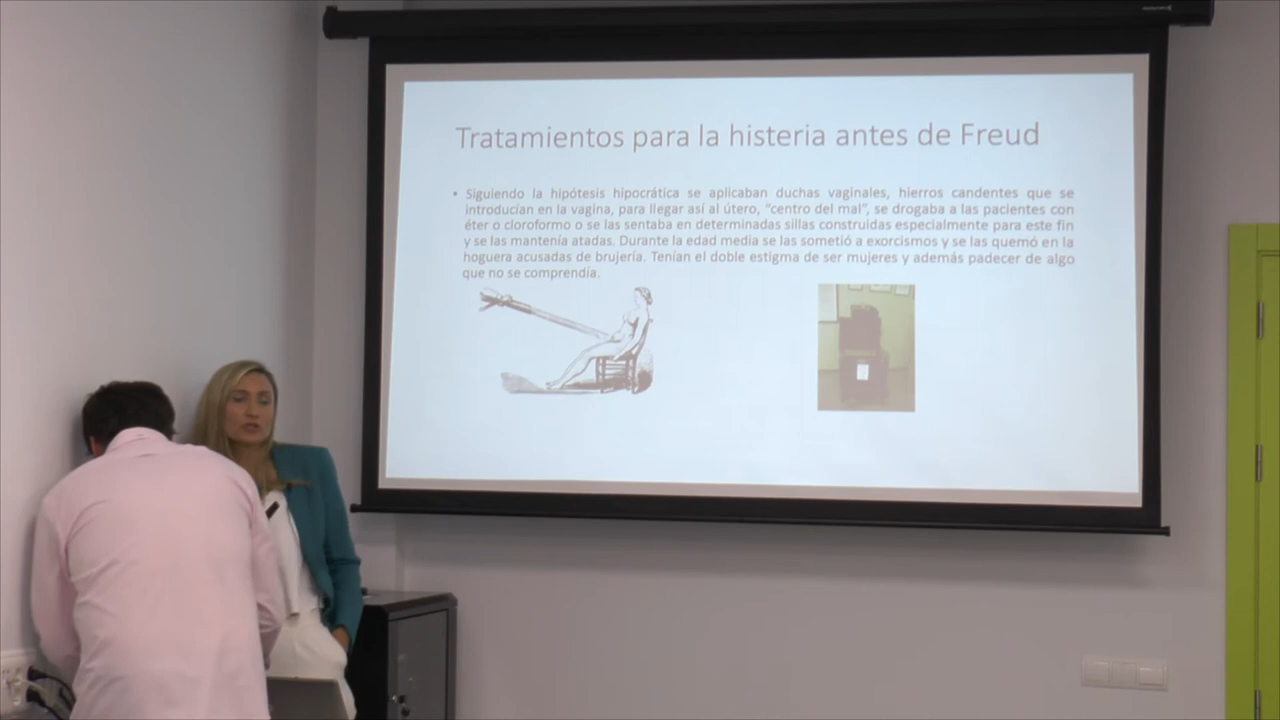 Tratamientos para la histeria antes de Freud
• Siguiendo la hipótesis hipocrática se aplicaban duchas vaginales, hierros candentes que se
introducían en la vagina, para llegar así al útero, “centro del mal”, se drogaba a las pacientes con
éter o cloroformo o se las sentaba en determinadas sillas construidas especialmente para este fin
y se las mantenía atadas. Durante la edad media se las sometió a exorcismos y se las quemó en la
hoguera acusadas de brujería. Tenían el doble estigma de ser mujeres y además padecer de algo
que no se comprendía.